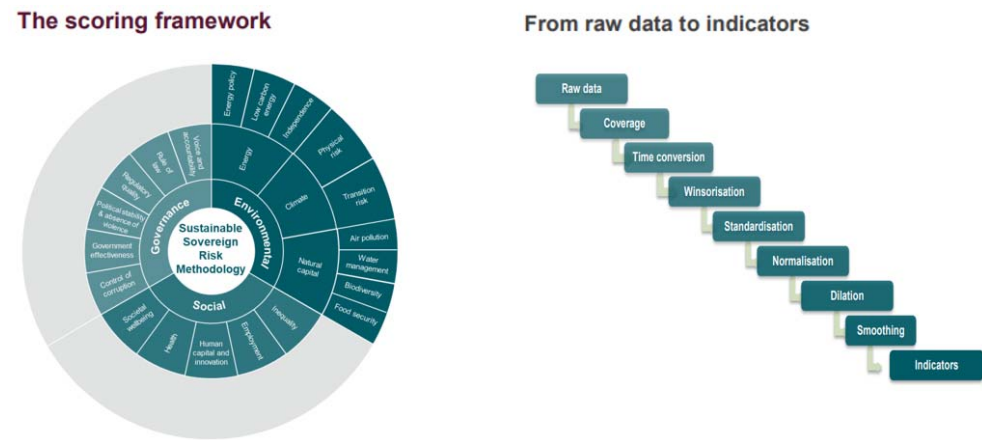 The scoring framework
From raw data to indicators
Sustainable
Sovereign
Risk
Methodology
Environmental
Social
Governance
Energy
Climate
Natural
capital
Energy policy
Low carbon
energy
Independence
Physical
risk
Transition
risk
Air pollution
Water
management
Biodiversity
Food security
Inequality
Employment
Human
capital and
innovation
Health
Societal
wellbeing
Control of
corruption
Government
effectiveness
Political stability
& absence of
violence
Regulatory
quality
Rule of
law
Voice and
accountability
Raw data
Coverage
Time conversion
Winsorisation
Standardisation
Normalisation
Dilation
Smoothing
Indicators